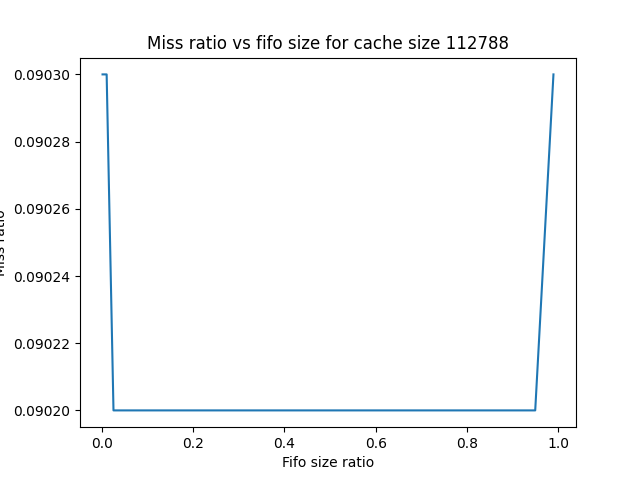 Miss ratio vs fifo size for cache size 112788
0.09030
0.09028
0.09026
0.09024
0.09022
0.09020
Miss ratio
0.0 0.2 0.4 0.6 0.8 1.0
Fifo size ratio